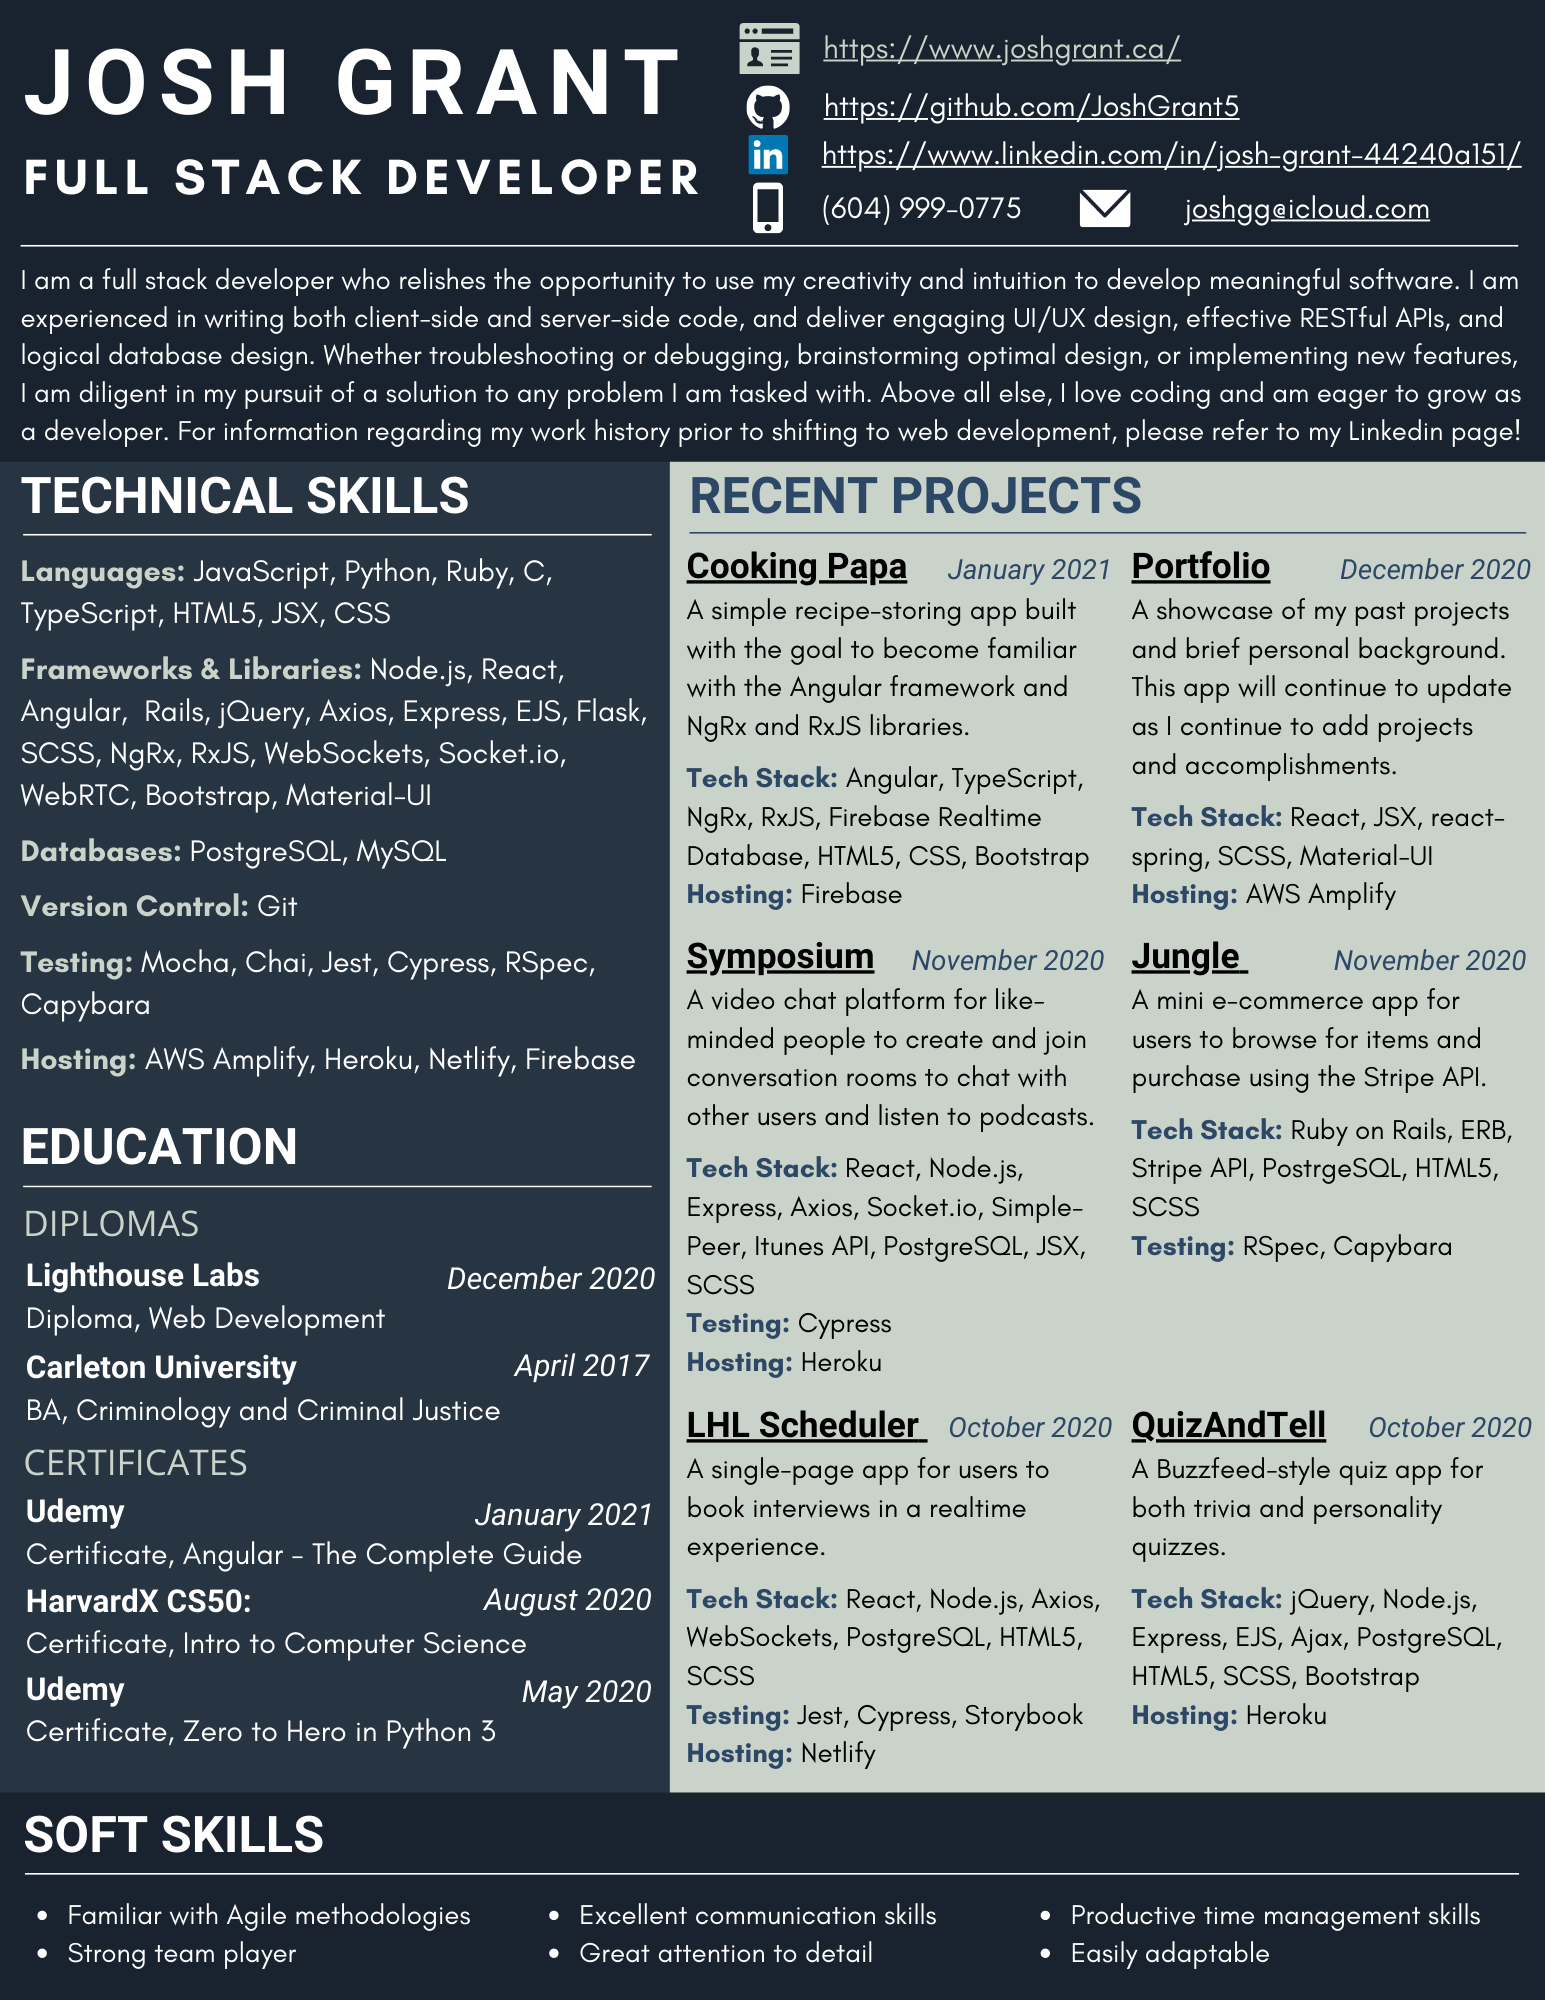 JOSH GRANT
FULL STACK DEVELOPER
https://www.joshgrant.ca/
https://github.com/JoshGrant5
https://www.linkedin.com/in/josh-grant-44240a151/
(604) 999-0775
joshgg@icloud.com
I am a full stack developer who relishes the opportunity to use my creativity and intuition to develop meaningful software. I am
experienced in writing both client-side and server-side code, and deliver engaging UI/UX design, effective RESTful APIs, and
logical database design. Whether troubleshooting or debugging, brainstorming optimal design, or implementing new features,
I am diligent in my pursuit of a solution to any problem I am tasked with. Above all else, I love coding and am eager to grow as
a developer. For information regarding my work history prior to shifting to web development, please refer to my Linkedin page!
TECHNICAL SKILLS
Languages: JavaScript, Python, Ruby, C,
TypeScript, HTML5, JSX, CSS
Frameworks & Libraries: Node.js, React,
Angular, Rails, jQuery, Axios, Express, EJS, Flask,
SCSS, NgRx, RxJS, WebSockets, Socket.io,
WebRTC, Bootstrap, Material-UI
Databases: PostgreSQL, MySQL
Version Control: Git
Testing: Mocha, Chai, Jest, Cypress, RSpec,
Capybara
Hosting: AWS Amplify, Heroku, Netlify, Firebase
EDUCATION
DIPLOMAS
Lighthouse Labs December 2020
Diploma, Web Development
Carleton University April 2017
BA, Criminology and Criminal Justice
CERTIFICATES
Udemy January 2021
Certificate, Angular - The Complete Guide
HarvardX CS50: August 2020
Certificate, Intro to Computer Science
Udemy May 2020
Certificate, Zero to Hero in Python 3
RECENT PROJECTS
Cooking Papa January 2021
A simple recipe-storing app built
with the goal to become familiar
with the Angular framework and
NgRx and RxJS libraries.
Tech Stack: Angular, TypeScript,
NgRx, RxJS, Firebase Realtime
Database, HTML5, CSS, Bootstrap
Hosting: Firebase
Portfolio December 2020
A showcase of my past projects
and brief personal background.
This app will continue to update
as I continue to add projects
and accomplishments.
Tech Stack: React, JSX, react-
spring, SCSS, Material-UI
Hosting: AWS Amplify
Symposium November 2020
A video chat platform for like-
minded people to create and join
conversation rooms to chat with
other users and listen to podcasts.
Tech Stack: React, Node.js,
Express, Axios, Socket.io, Simple-
Peer, Itunes API, PostgreSQL, JSX,
SCSS
Testing: Cypress
Hosting: Heroku
Jungle November 2020
A mini e-commerce app for
users to browse for items and
purchase using the Stripe API.
Tech Stack: Ruby on Rails, ERB,
Stripe API, PostrgeSQL, HTML5,
SCSS
Testing: RSpec, Capybara
LHL Scheduler October 2020
A single-page app for users to
book interviews in a realtime
experience.
Tech Stack: React, Node.js, Axios,
WebSockets, PostgreSQL, HTML5,
SCSS
Testing: Jest, Cypress, Storybook
Hosting: Netlify
QuizAndTell October 2020
A Buzzfeed-style quiz app for
both trivia and personality
quizzes.
Tech Stack: jQuery, Node.js,
Express, EJS, Ajax, PostgreSQL,
HTML5, SCSS, Bootstrap
Hosting: Heroku
SOFT SKILLS
• Familiar with Agile methodologies
• Strong team player
• Excellent communication skills
• Great attention to detail
• Productive time management skills
• Easily adaptable